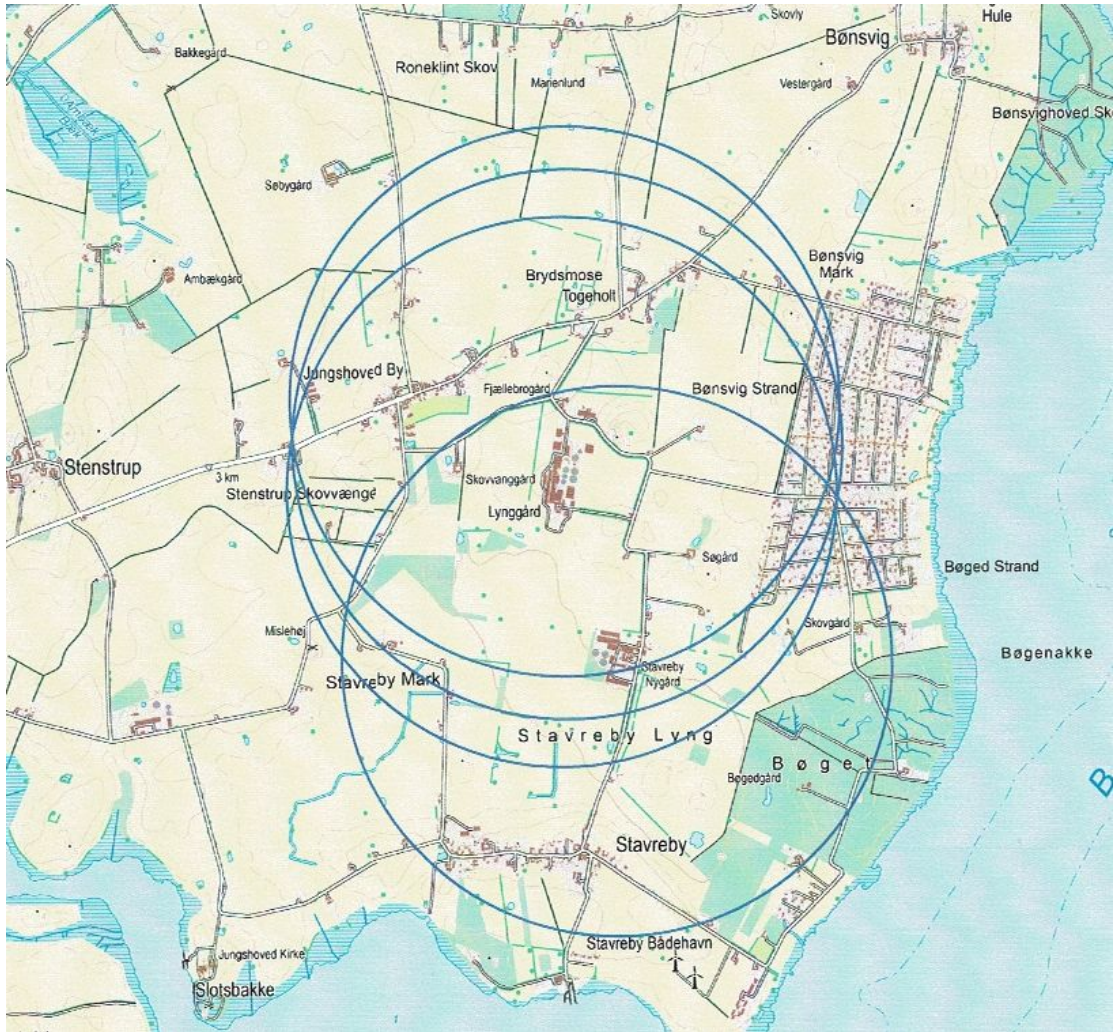 Hule
Skovly
Bønsvig
Bakkegård
Roneklint Skov
Marienlund
Vestergård
Bønsvighoved Sk
Søbygård
Bønsvig
Mark
Ambækgård
Brydsmose
Togeholt
Jungshoved By
Fjællebrogård
Bønsvig Strand
Stenstrup
3 km
Skovvanggård
Stenstrup Skovvænge
Lynggård
Søgård
Bøged Strand
Mislehøj
Skovgård
Bøgenakke
Stavreby Mark
Stavreby
Nygård
Stavreby Lyng
Bøget
Bøgedgård
B
Stavreby
Stavreby Bådehavn
Jungshoved Kirke
Slotsbakke